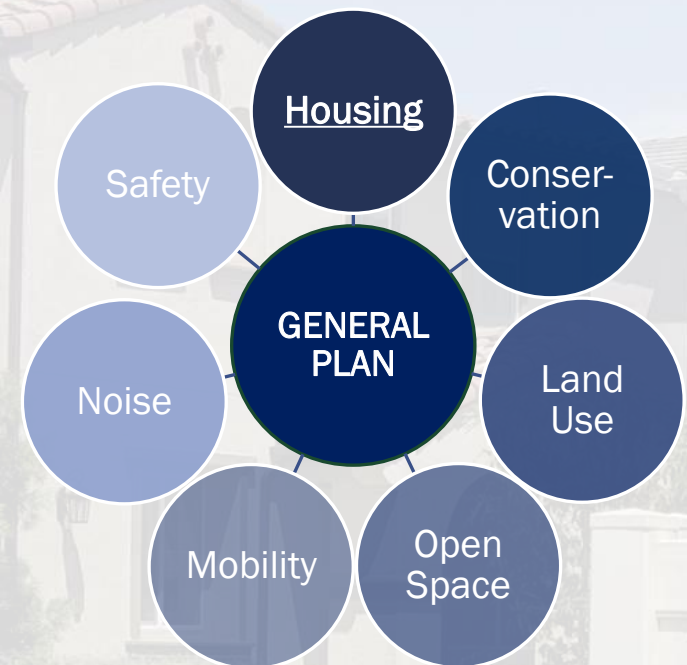 Housing
Conser-
vation
Land
Use
Open
Space
Mobility
Noise
Safety
GENERAL
PLAN